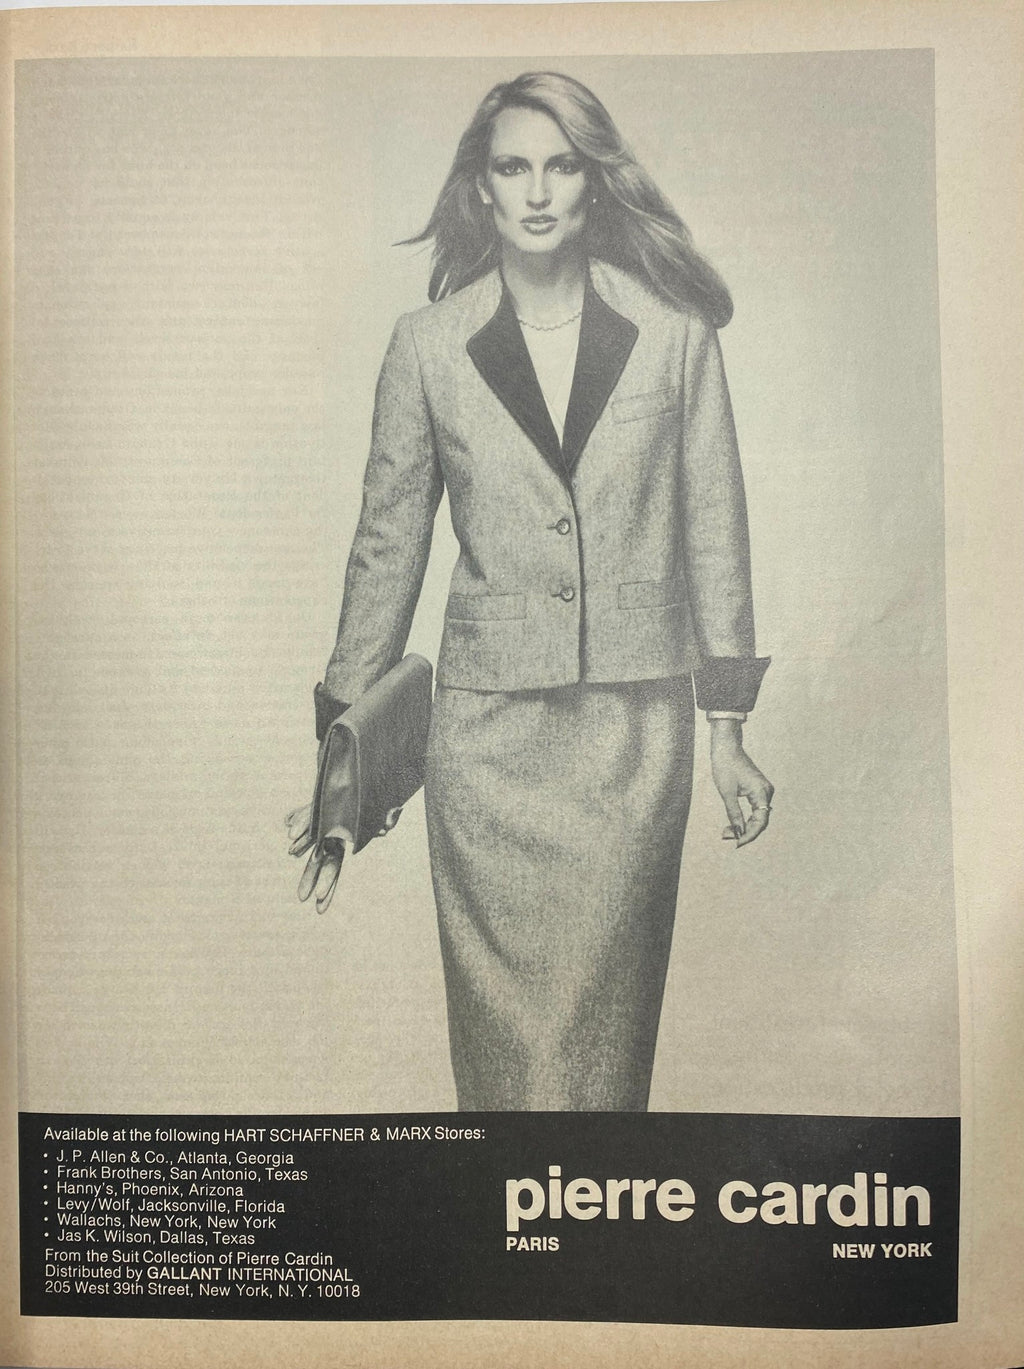 Available at the following HART SCHAFFNER & MARX Stores:
• J. P. Allen & Co., Atlanta, Georgia
• Frank Brothers, San Antonio, Texas
• Hanny's, Phoenix, Arizona
• Levy/Wolf, Jacksonville, Florida
• Wallachs, New York, New York
• Jas K. Wilson, Dallas, Texas
From the Suit Collection of Pierre Cardin
Distributed by GALLANT INTERNATIONAL
205 West 39th Street, New York, N. Y. 10018
pierre cardin
PARIS NEW YORK